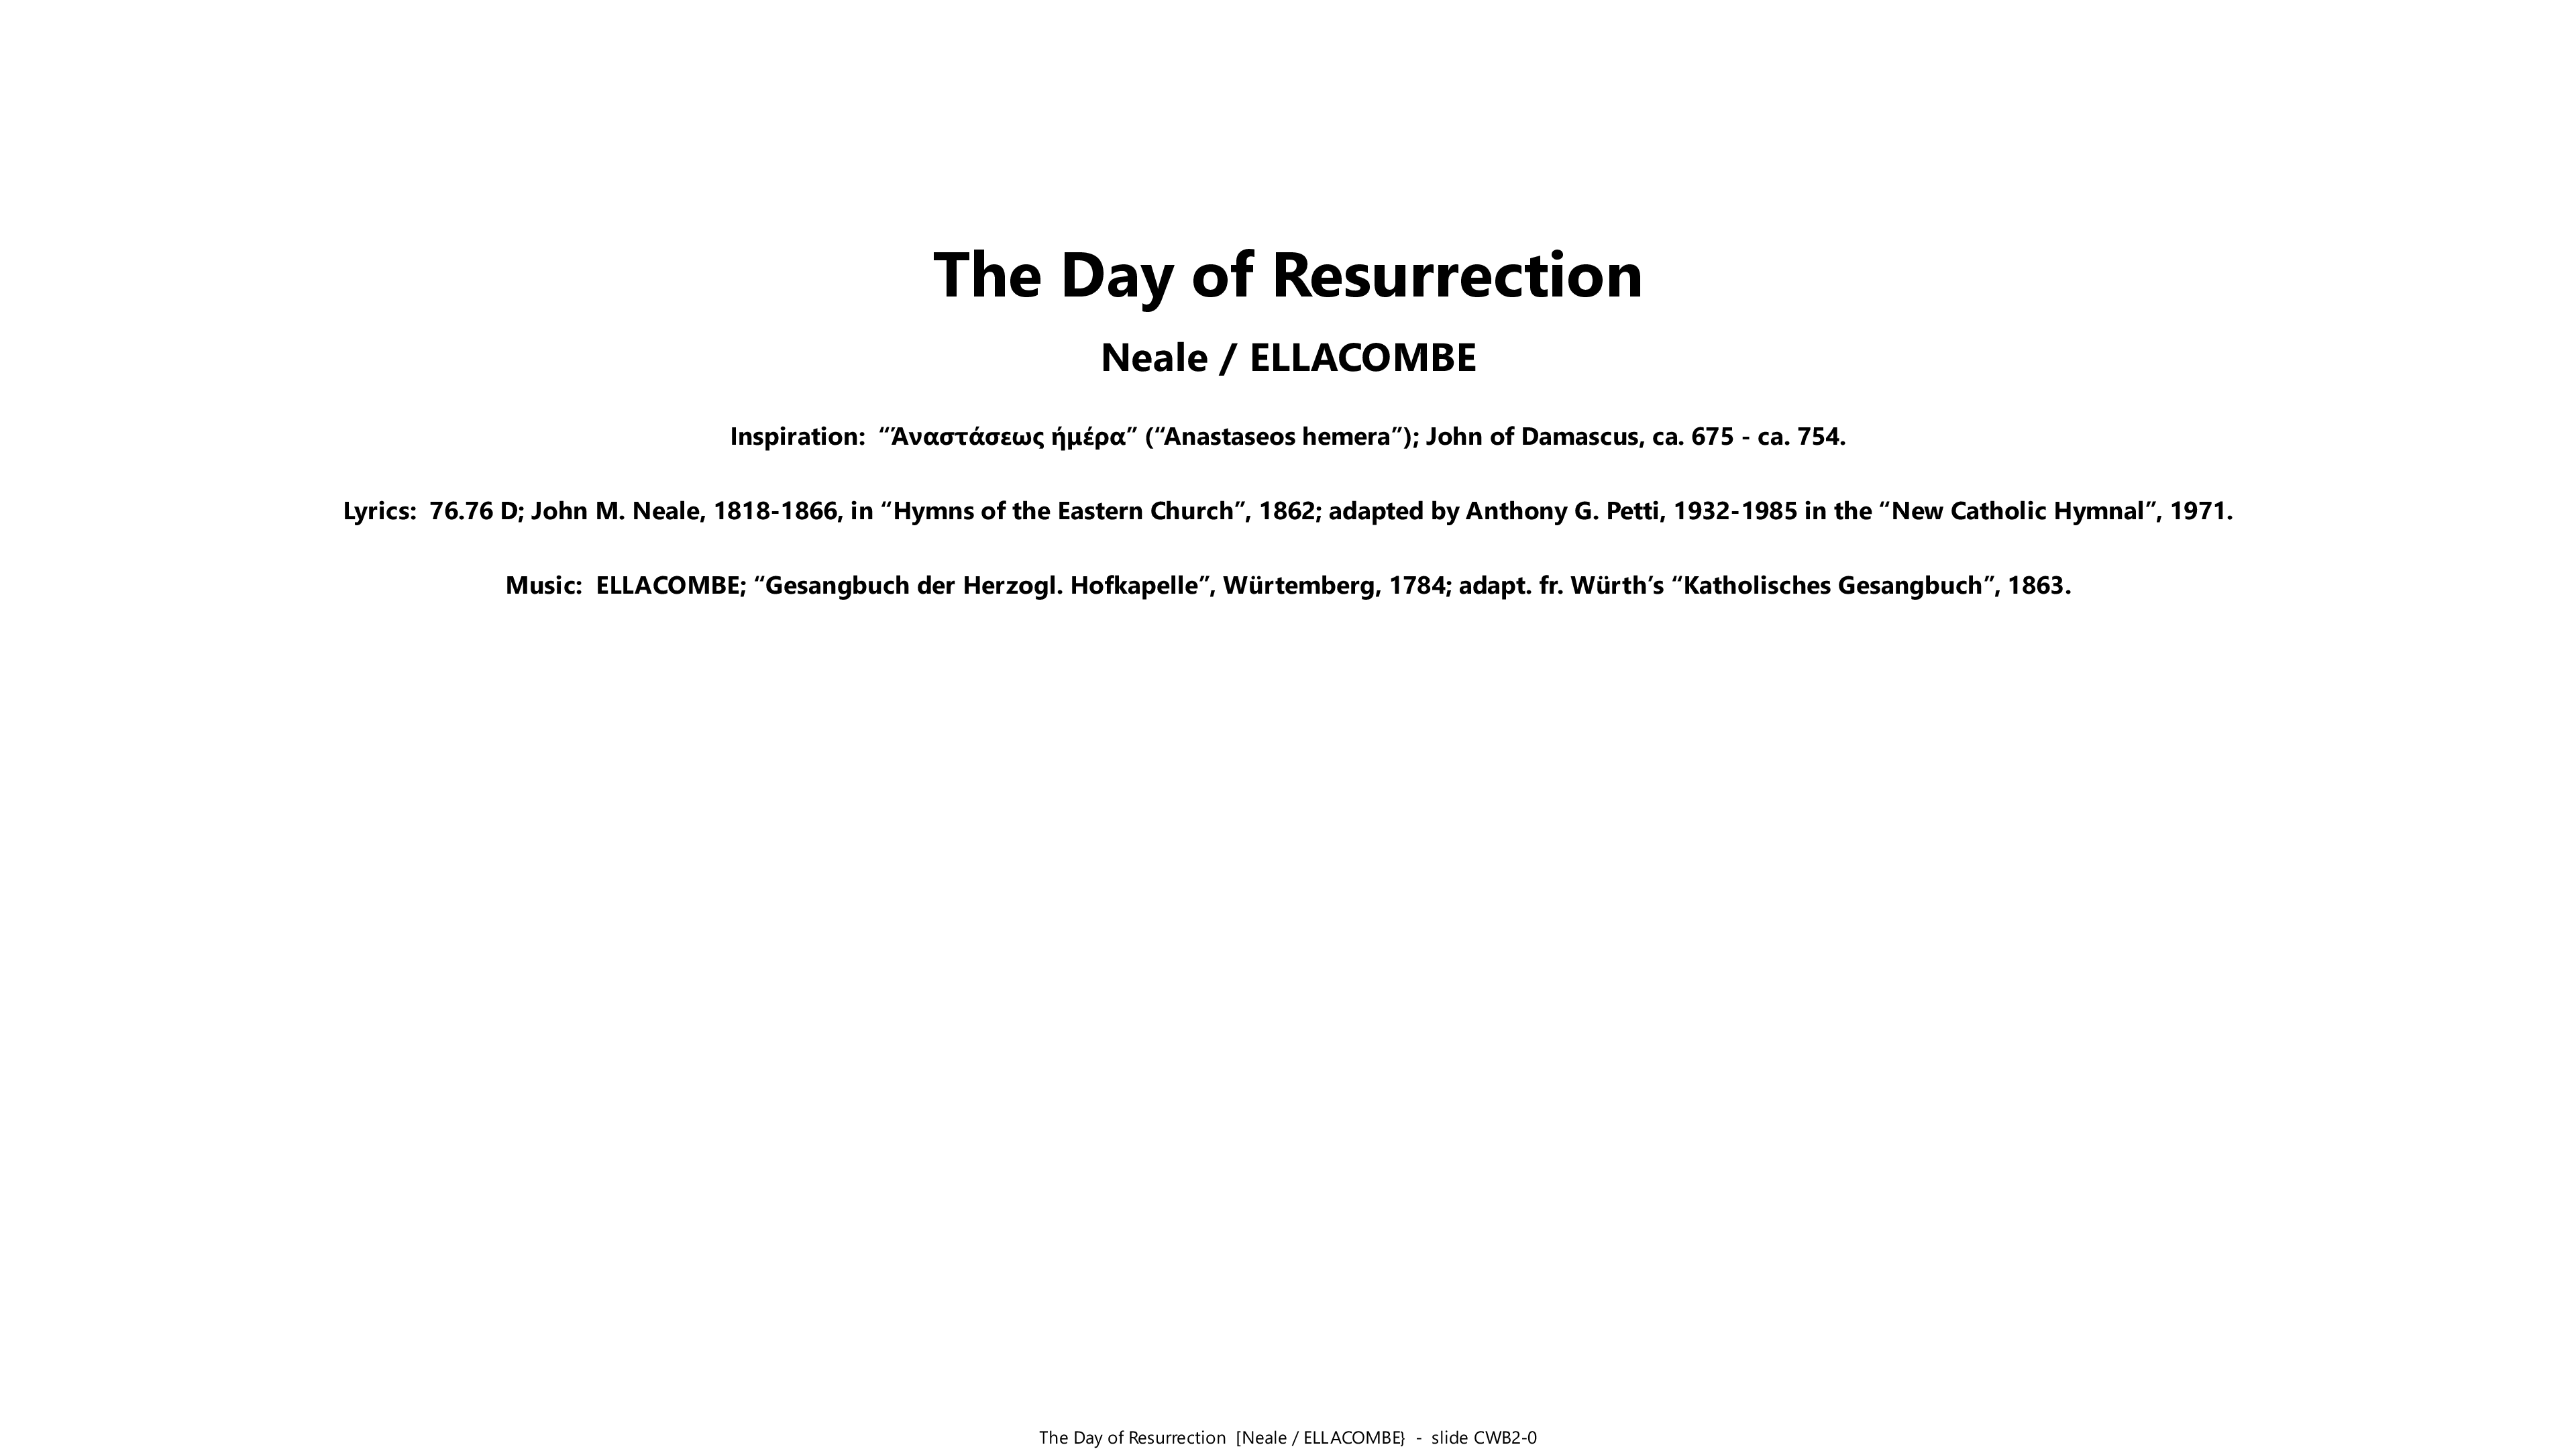 The Day of Resurrection
Neale / ELLACOMBE
Inspiration:  “Ἀναστάσεως ήμέρα” (“Anastaseos hemera”); John of Damascus, ca. 675 - ca. 754.
Lyrics:  76.76 D; John M. Neale, 1818-1866, in “Hymns of the Eastern Church”, 1862; adapted by Anthony G. Petti, 1932-1985 in the “New Catholic Hymnal”, 1971.
Music:  ELLACOMBE; “Gesangbuch der Herzogl. Hofkapelle”, Würtemberg, 1784; adapt. fr. Würth’s “Katholisches Gesangbuch”, 1863.
The Day of Resurrection  [Neale / ELLACOMBE}  -  slide CWB2-0